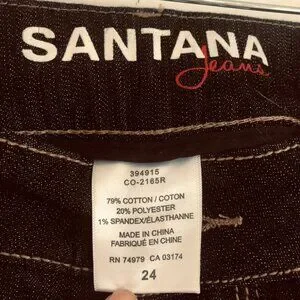 SANTANA
Jeans
394915
CO-2165R
79% COTTON / COTON
20% POLYESTER
1% SPANDEX/ÉLASTHANNE
MADE IN CHINA
FABRIQUÉ EN CHINE
RN 74979 CA 03174
24